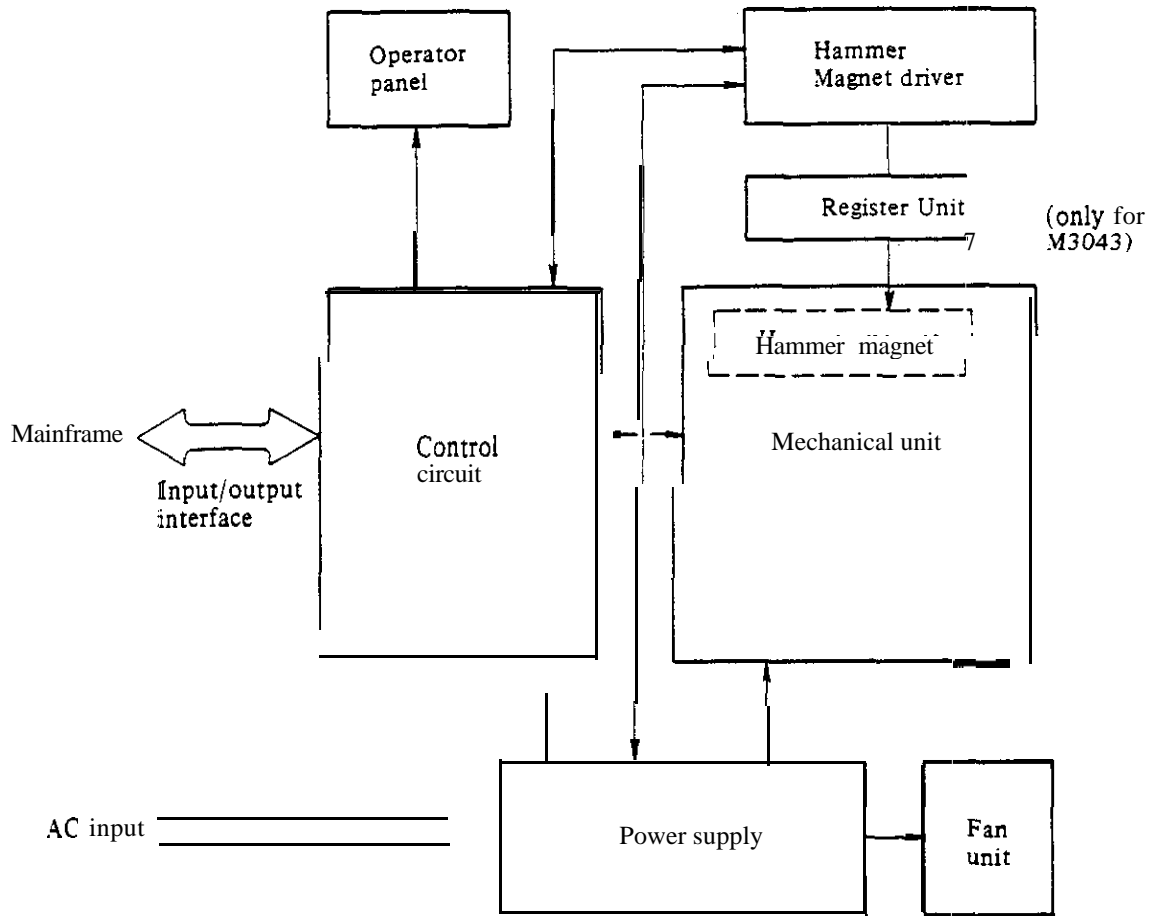 Operator
panel
Hammer
Magnet driver
Register Unit
7
(only for
M3043)
Hammer magnet
Mainframe
Input/output
interface
Control
circuit
Mechanical unit
AC input
Power supply
Fan
unit